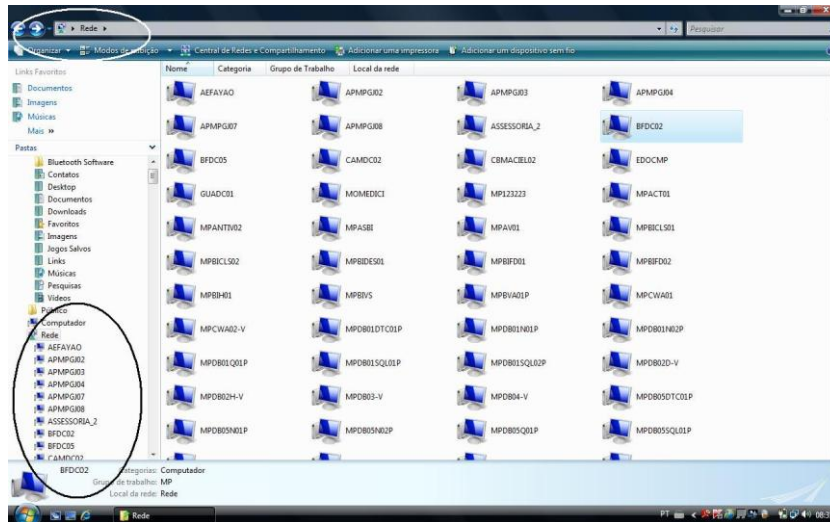 Rede
Pesquisar
Organizar Modos de exibição Central de Redes e Compartilhamento Adicionar uma impressora Adicionar um dispositivo sem fio
Links Favoritos
Documentos
Imagens
Músicas
Mais »
Pastas
Bluetooth Software
Contatos
Desktop
Documentos
Downloads
Favoritos
Imagens
Jogos Salvos
Links
Músicas
Pesquisas
Vídeos
Público
Computador
Rede
AEFAYAO
APMPGJ02
APMPGJ03
APMPGJ04
APMPGJ07
APMPGJ08
ASSESSORIA_2
BFDC02
BFDC05
CAMDC02
Nome Categoria Grupo de Trabalho Local da rede
AEFAYAO APMPGJ02 APMPGJ03 APMPGJ04
APMPGJ07 APMPGJ08 ASSESSORIA_2 BFDC02
BFDC05 CAMDC02 CBMACIEL02 EDOCMP
GUADC01 MOMEDICI MP123223 MPACT01
MPANTIV02 MPASBI MPAV01 MPBICLS01
MPBICLS02 MPBIDES01 MPBIFD01 MPBIFD02
MPBIH01 MPBIVS MPBVA01P MPCWA01
MPCWA02-V MPDB01DTC01P MPDB01N01P MPDB01N02P
MPDB01Q01P MPDB01SQL01P MPDB01SQL02P MPDB02D-V
MPDB02H-V MPDB03-V MPDB04-V MPDB05DTC01P
MPDB05N01P MPDB05N02P MPDB05Q01P MPDB05SQL01P
BFDC02 Categorias: Computador
Grupo de trabalho: MP
Local da rede: Rede
Rede
PT